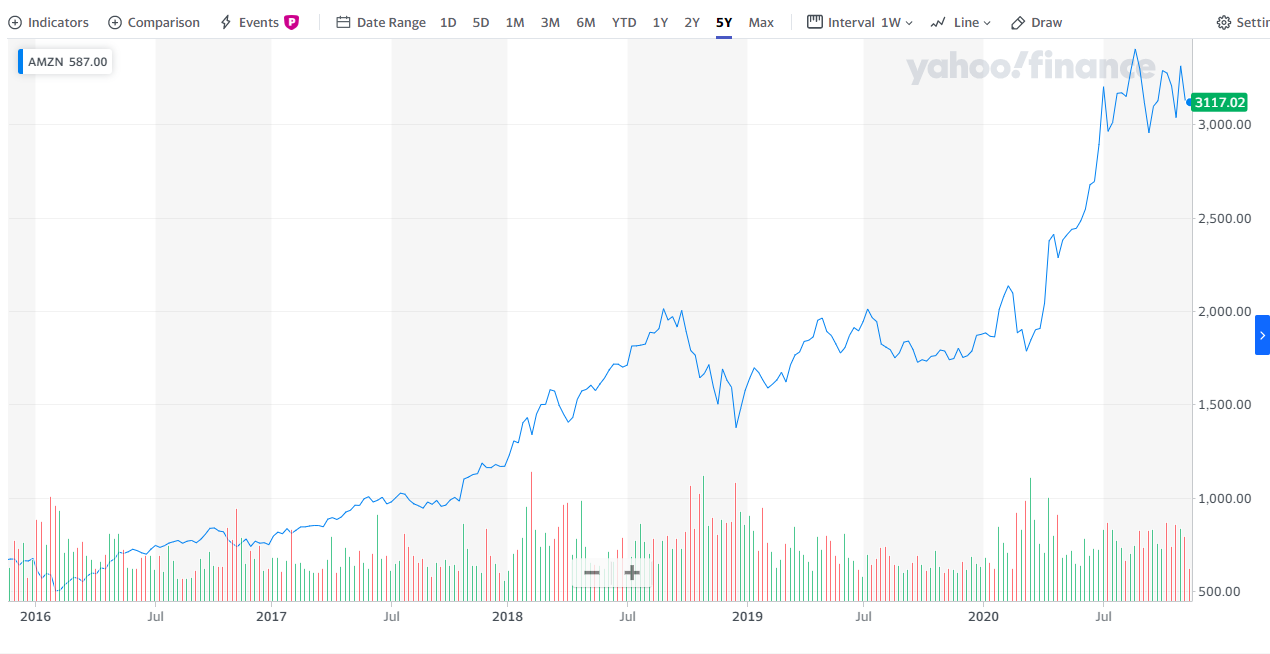 Indicators Comparison Events P Date Range 1D 5D 1M 3M 6M YTD 1Y 2Y 5Y Max Interval 1W Line Draw Settin
AMZN 587.00
yahoo!finance
3117.02
3,000.00
2,500.00
2,000.00
1,500.00
1,000.00
500.00
2016 Jul 2017 Jul 2018 Jul 2019 Jul 2020 Jul